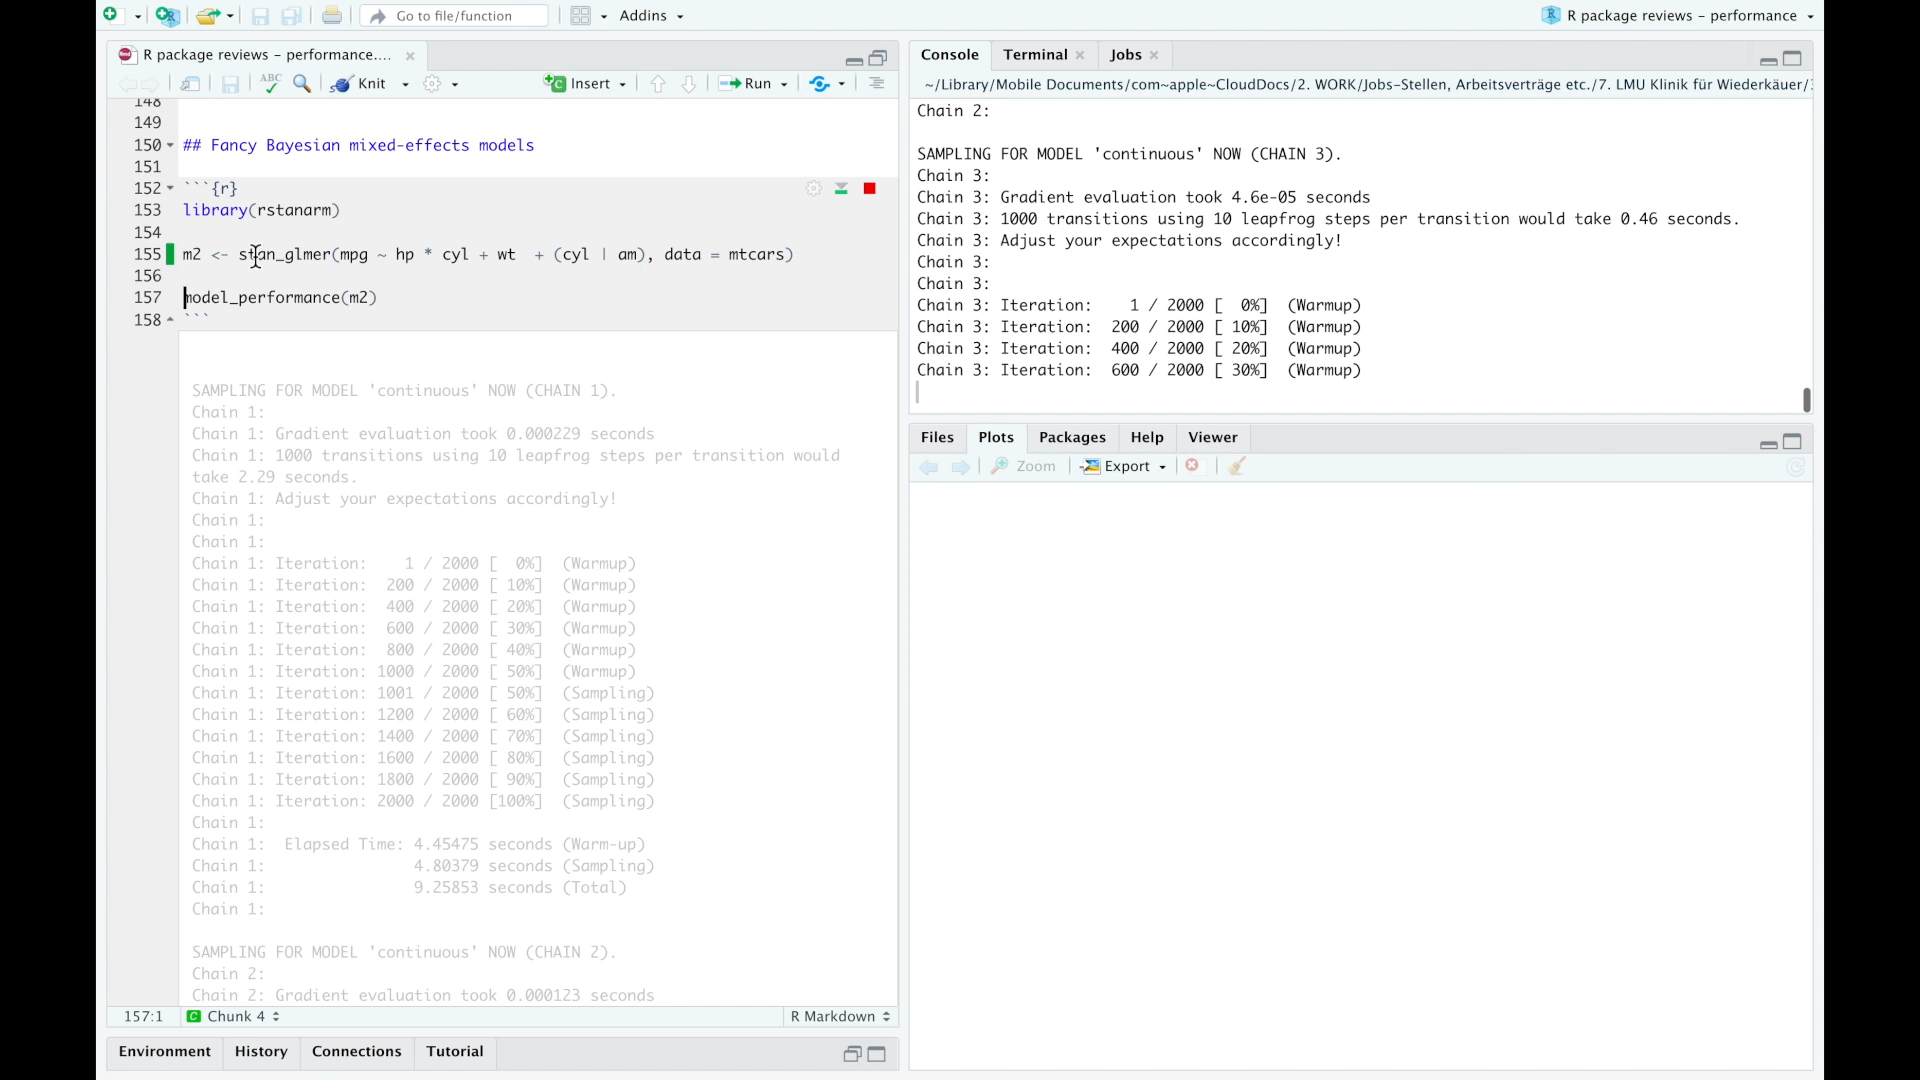 Go to file/function
Addins
R package reviews – performance
R package reviews – performance....
ABC
Knit
Insert
Run
148
149
150 ## Fancy Bayesian mixed-effects models
151
152 ```{r}
153 library(rstanarm)
154
155 m2 <- stan_glmer(mpg ~ hp * cyl + wt  + (cyl | am), data = mtcars)
156
157 model_performance(m2)
158 ```
SAMPLING FOR MODEL 'continuous' NOW (CHAIN 1).
Chain 1:
Chain 1: Gradient evaluation took 0.000229 seconds
Chain 1: 1000 transitions using 10 leapfrog steps per transition would
take 2.29 seconds.
Chain 1: Adjust your expectations accordingly!
Chain 1:
Chain 1:
Chain 1: Iteration:    1 / 2000 [  0%]  (Warmup)
Chain 1: Iteration:  200 / 2000 [ 10%]  (Warmup)
Chain 1: Iteration:  400 / 2000 [ 20%]  (Warmup)
Chain 1: Iteration:  600 / 2000 [ 30%]  (Warmup)
Chain 1: Iteration:  800 / 2000 [ 40%]  (Warmup)
Chain 1: Iteration: 1000 / 2000 [ 50%]  (Warmup)
Chain 1: Iteration: 1001 / 2000 [ 50%]  (Sampling)
Chain 1: Iteration: 1200 / 2000 [ 60%]  (Sampling)
Chain 1: Iteration: 1400 / 2000 [ 70%]  (Sampling)
Chain 1: Iteration: 1600 / 2000 [ 80%]  (Sampling)
Chain 1: Iteration: 1800 / 2000 [ 90%]  (Sampling)
Chain 1: Iteration: 2000 / 2000 [100%]  (Sampling)
Chain 1:
Chain 1:  Elapsed Time: 4.45475 seconds (Warm-up)
Chain 1:                4.80379 seconds (Sampling)
Chain 1:                9.25853 seconds (Total)
Chain 1:
SAMPLING FOR MODEL 'continuous' NOW (CHAIN 2).
Chain 2:
Chain 2: Gradient evaluation took 0.000123 seconds
157:1
C Chunk 4
R Markdown
Environment
History
Connections
Tutorial
Console
Terminal
Jobs
~/Library/Mobile Documents/com~apple~CloudDocs/2. WORK/Jobs-Stellen, Arbeitsverträge etc./7. LMU Klinik für Wiederkäuer/
Chain 2:
SAMPLING FOR MODEL 'continuous' NOW (CHAIN 3).
Chain 3:
Chain 3: Gradient evaluation took 4.6e-05 seconds
Chain 3: 1000 transitions using 10 leapfrog steps per transition would take 0.46 seconds.
Chain 3: Adjust your expectations accordingly!
Chain 3:
Chain 3:
Chain 3: Iteration:    1 / 2000 [  0%]  (Warmup)
Chain 3: Iteration:  200 / 2000 [ 10%]  (Warmup)
Chain 3: Iteration:  400 / 2000 [ 20%]  (Warmup)
Chain 3: Iteration:  600 / 2000 [ 30%]  (Warmup)
Files
Plots
Packages
Help
Viewer
Zoom
Export